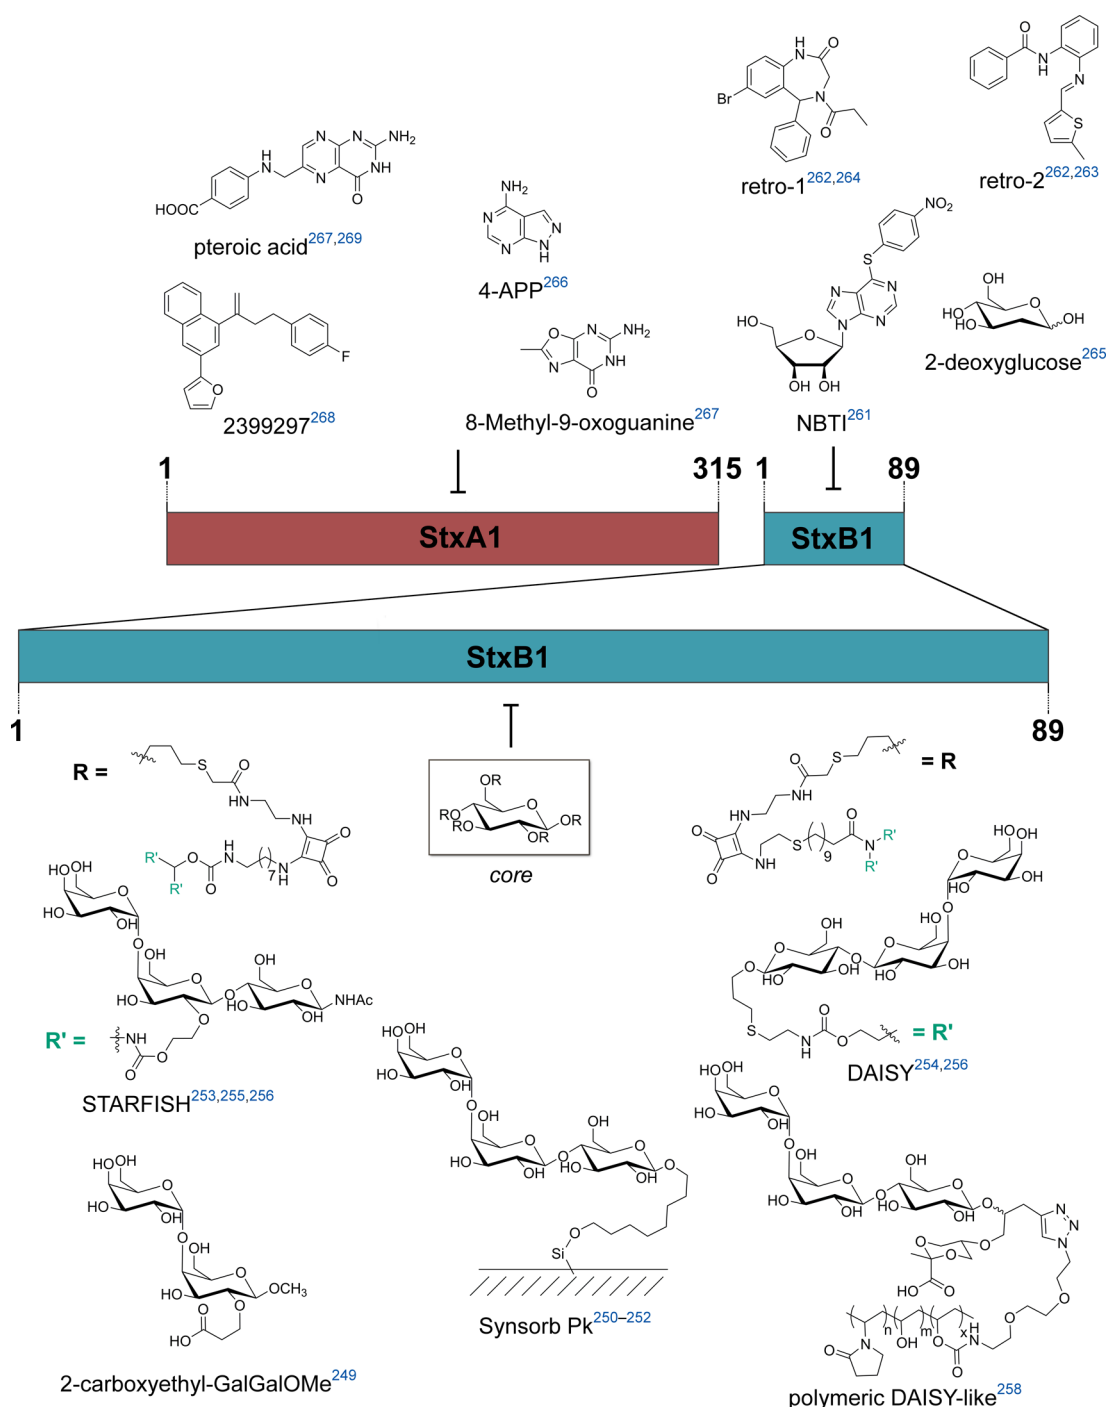 pteroic acid267,269
4-APP266
retro-1262,264
retro-2262,263
2399297268
8-Methyl-9-oxoguanine267
NBTI261
2-deoxyglucose265
1 315 1 89
StxA1 StxB1
StxB1
1 89
R = = R
core
R' = = R'
STARFISH253,255,256
DAISY254,256
2-carboxyethyl-GalGalOMe249
Synsorb Pk250–252
polymeric DAISY-like258